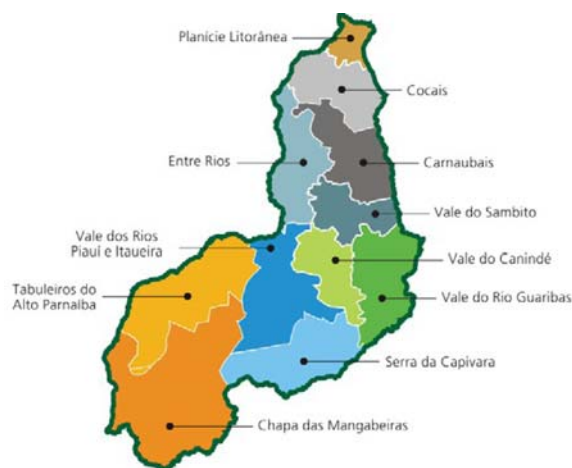 Planície Litorânea
Cocais
Entre Rios
Carnaubais
Vale do Sambito
Vale dos Rios
Piauí e Itaueira
Vale do Canindé
Tabuleiros do
Alto Parnaíba
Vale do Rio Guaribas
Serra da Capivara
Chapa das Mangabeiras